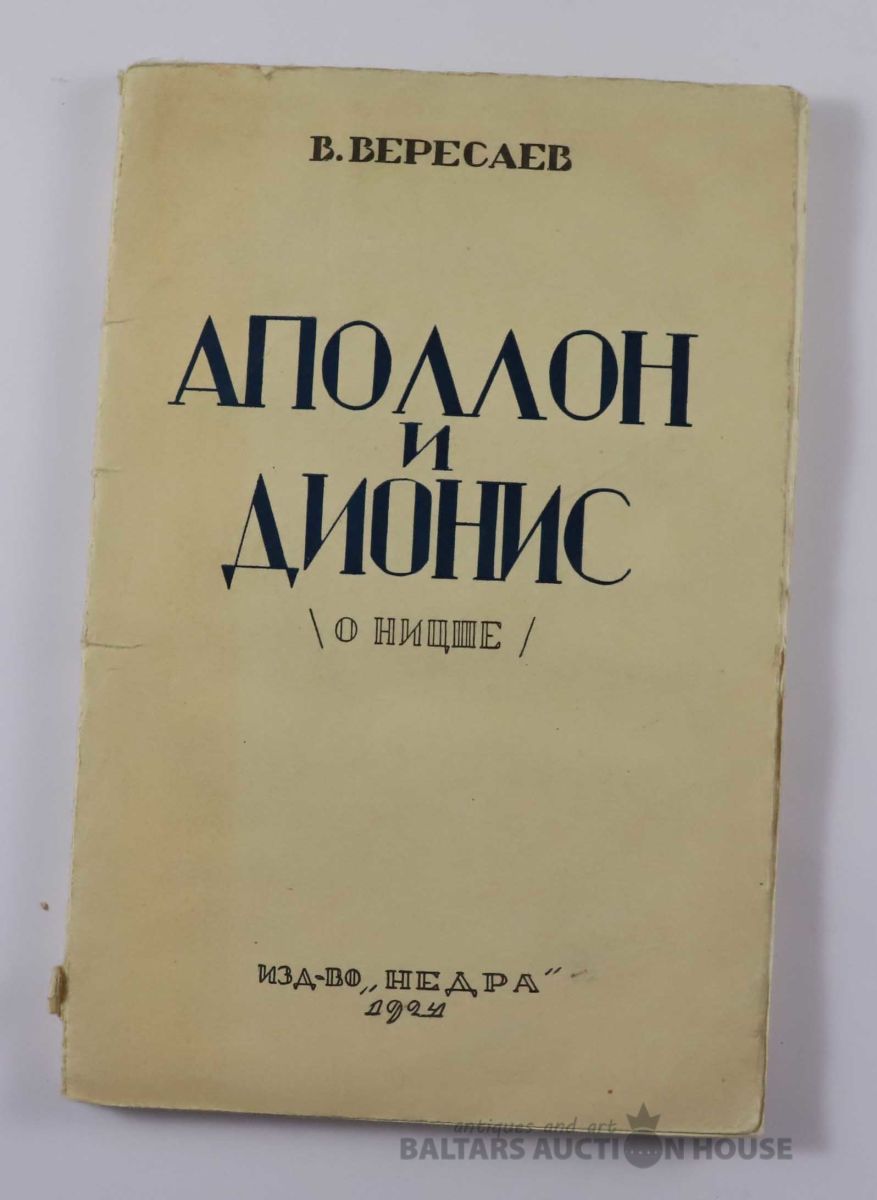 В. ВЕРЕСАЕВ
АПОЛЛОН
И
ДИОНИС
\ О НИЦШЕ /
ИЗД-ВО „НЕДРА"
1924
antiques and art
BALTARS AUCTION HOUSE